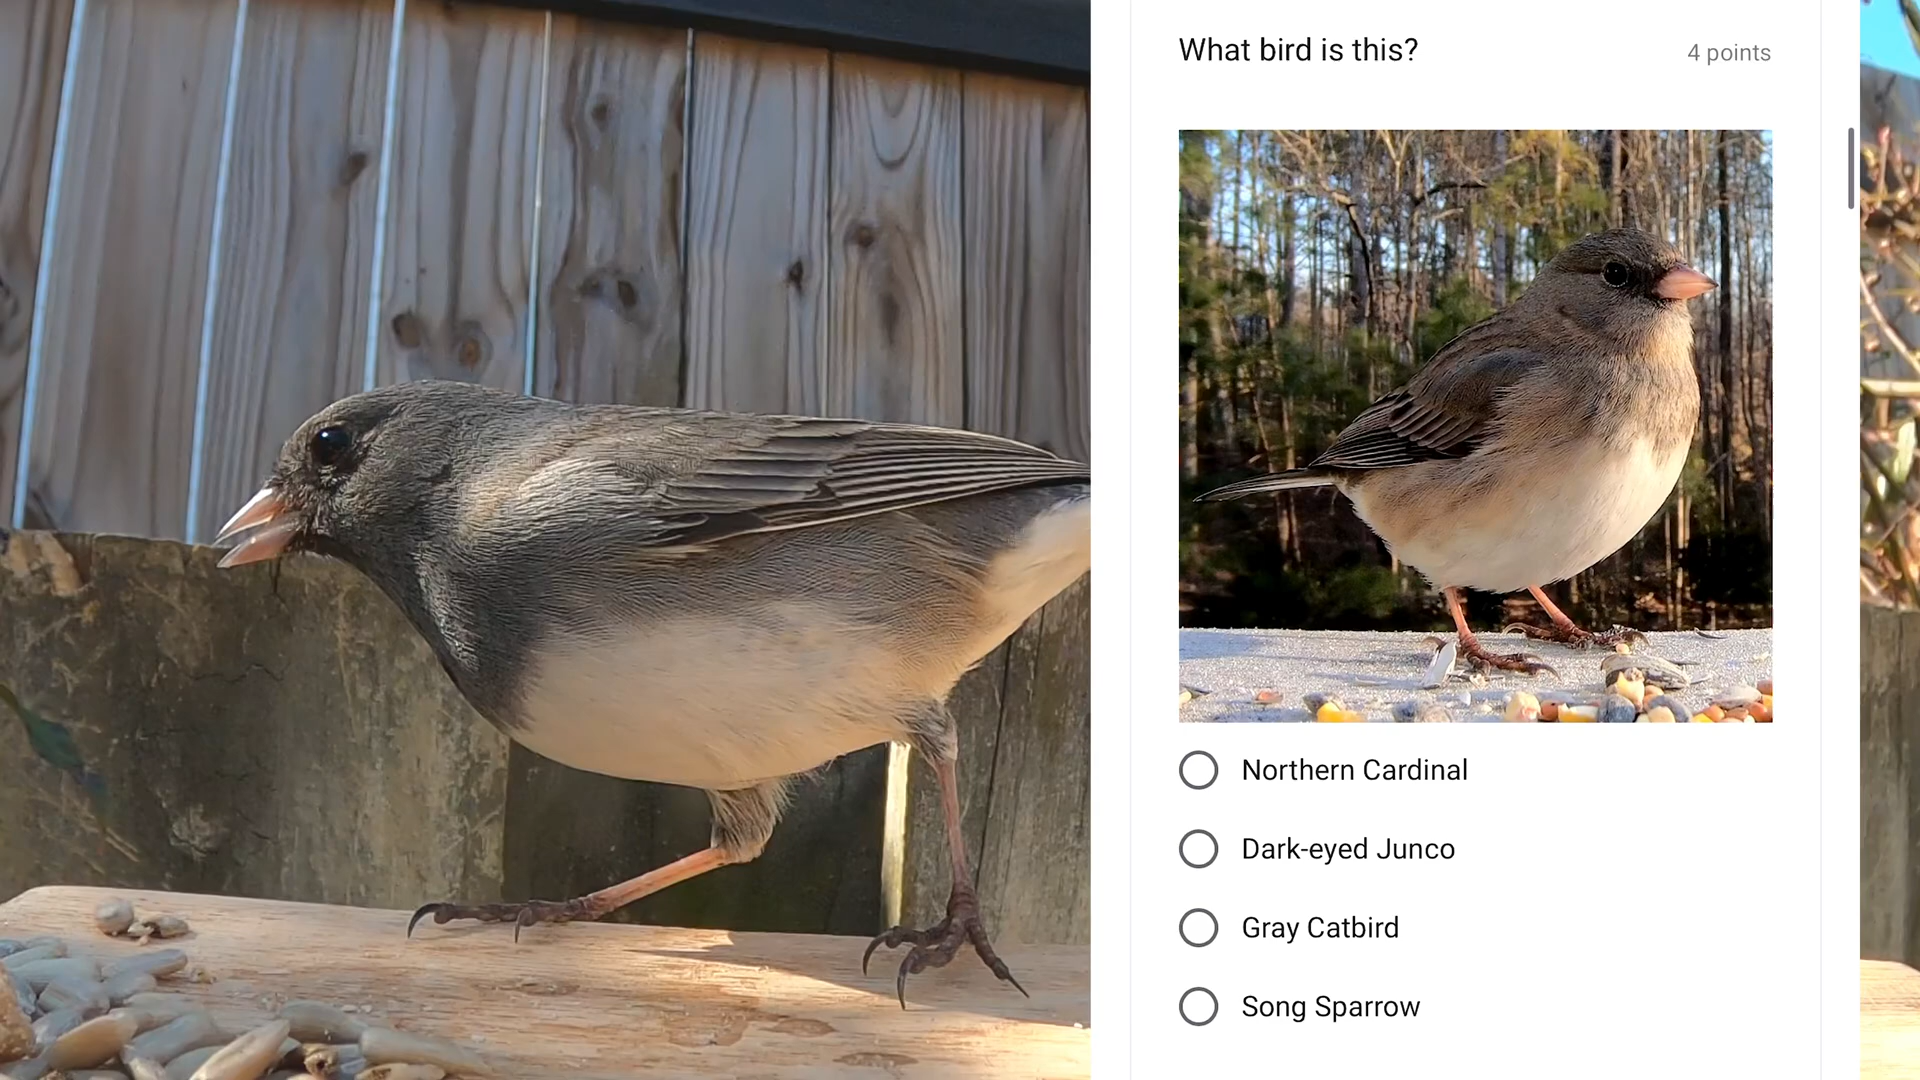 What bird is this?
4 points
Northern Cardinal
Dark-eyed Junco
Gray Catbird
Song Sparrow